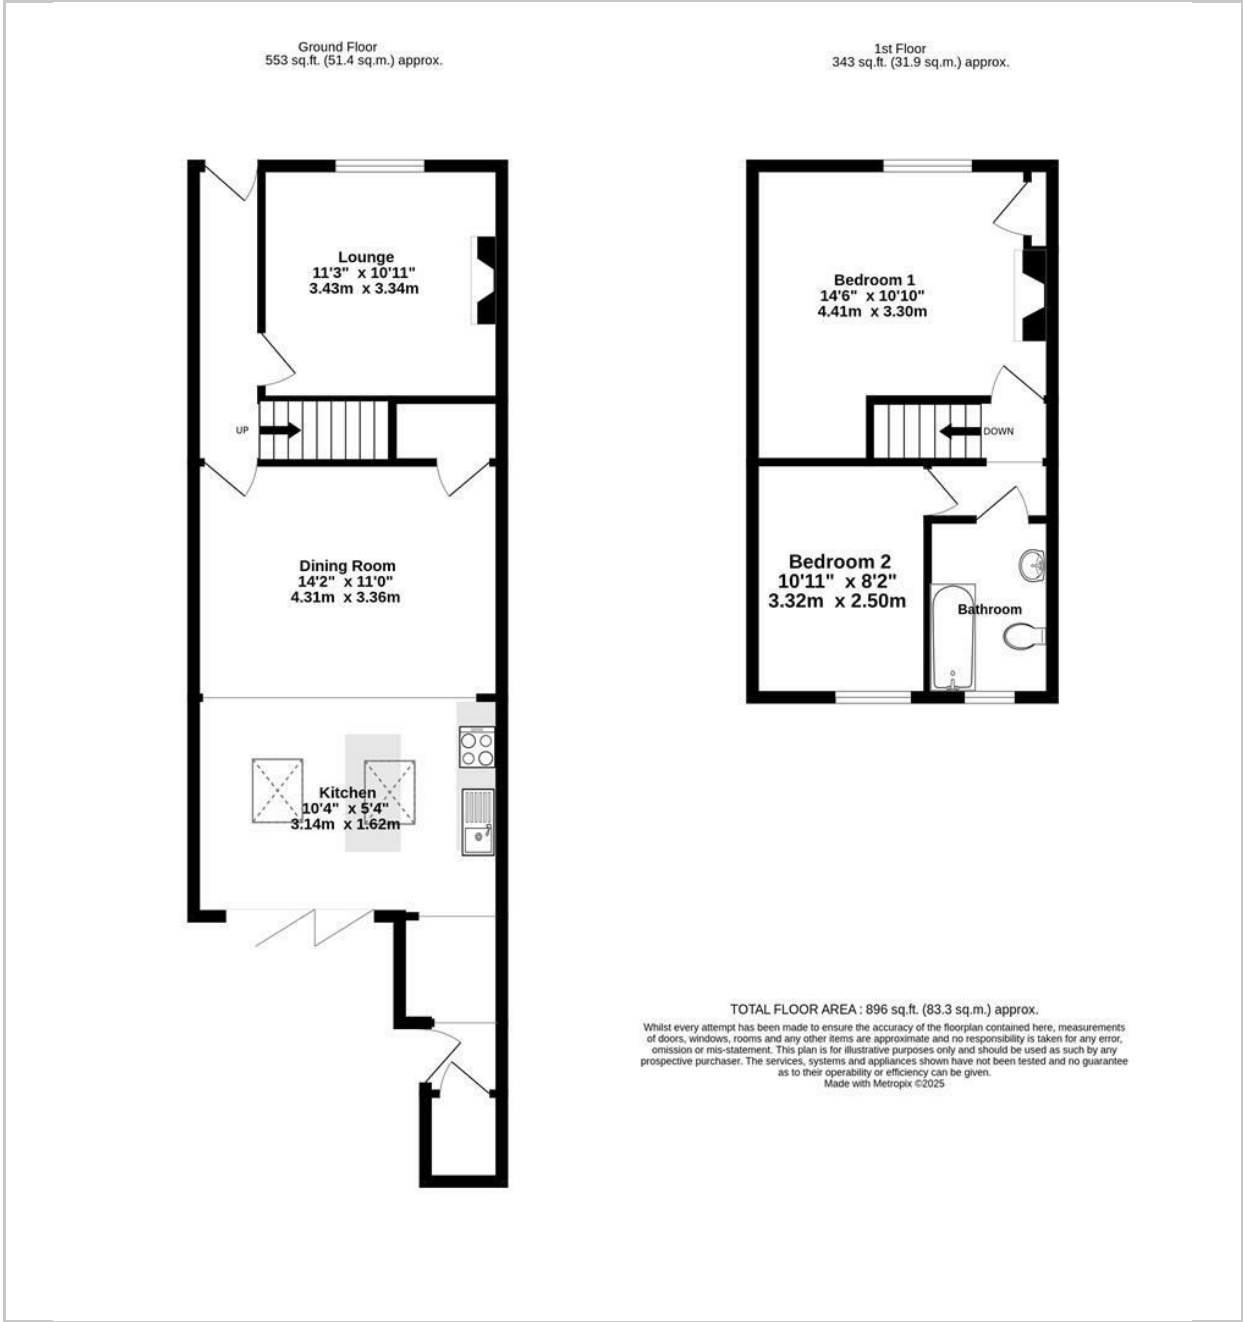 Ground Floor
553 sq.ft. (51.4 sq.m.) approx.
1st Floor
343 sq.ft. (31.9 sq.m.) approx.
Lounge
11'3" x 10'11"
3.43m x 3.34m
UP
Dining Room
14'2" x 11'0"
4.31m x 3.36m
Kitchen
10'4" x 5'4"
3.14m x 1.62m
Bedroom 1
14'6" x 10'10"
4.41m x 3.30m
DOWN
Bedroom 2
10'11" x 8'2"
3.32m x 2.50m
Bathroom
TOTAL FLOOR AREA : 896 sq.ft. (83.3 sq.m.) approx.
Whilst every attempt has been made to ensure the accuracy of the floorplan contained here, measurements
of doors, windows, rooms and any other items are approximate and no responsibility is taken for any error,
omission or mis-statement. This plan is for illustrative purposes only and should be used as such by any
prospective purchaser. The services, systems and appliances shown have not been tested and no guarantee
as to their operability or efficiency can be given.
Made with Metropix ©2025